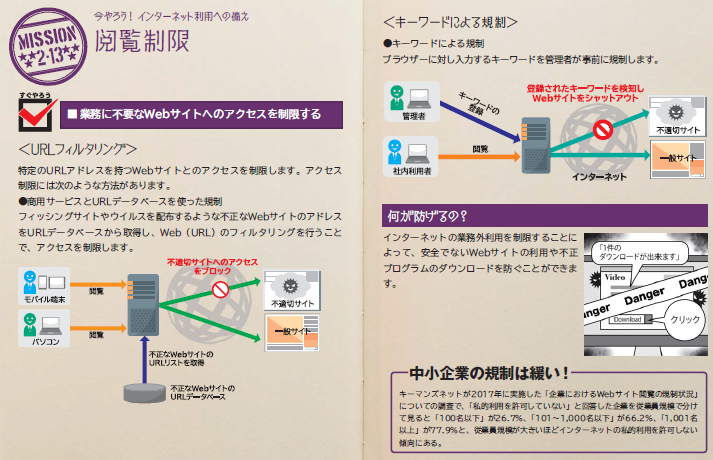 MISSION
2-13
今やろう！ インターネット利用への備え
閲覧制限
すぐやろう
■ 業務に不要なWebサイトへのアクセスを制限する
＜URLフィルタリング＞
特定のURLアドレスを持つWebサイトとのアクセスを制限します。アクセス
制限には次のような方法があります。
●商用サービスとURLデータベースを使った規制
フィッシングサイトやウイルスを配布するような不正なWebサイトのアドレス
をURLデータベースから取得し、Web（URL）のフィルタリングを行うこと
で、アクセスを制限します。
不適切サイトへのアクセス
をブロック
モバイル端末
閲覧
不適切サイト
パソコン
閲覧
一般サイト
不正なWebサイトの
URLリストを取得
不正なWebサイトの
URLデータベース
＜キーワードによる規制＞
●キーワードによる規制
ブラウザーに対し入力するキーワードを管理者が事前に規制します。
登録されたキーワードを検知し
Webサイトをシャットアウト
キーワードの
登録
管理者
不適切サイト
閲覧
社内利用者
インターネット
一般サイト
何が防げるの？
インターネットの業務外利用を制限することに
よって、安全でないWebサイトの利用や不正
プログラムのダウンロードを防ぐことができま
す。
「1件の
ダウンロードが出来ます」
Video
Danger Danger Dang
Download
クリック
中小企業の規制は緩い！
キーマンズネットが2017年に実施した「企業におけるWebサイト閲覧の規制状況」
についての調査で、「私的利用を許可していない」と回答した企業を従業員規模で分け
て見ると「100名以下」が26.7%、「101～1,000名以下」が66.2%、「1,001名
以上」が77.9%と、従業員規模が大きいほどインターネットの私的利用を許可しない
傾向にある。